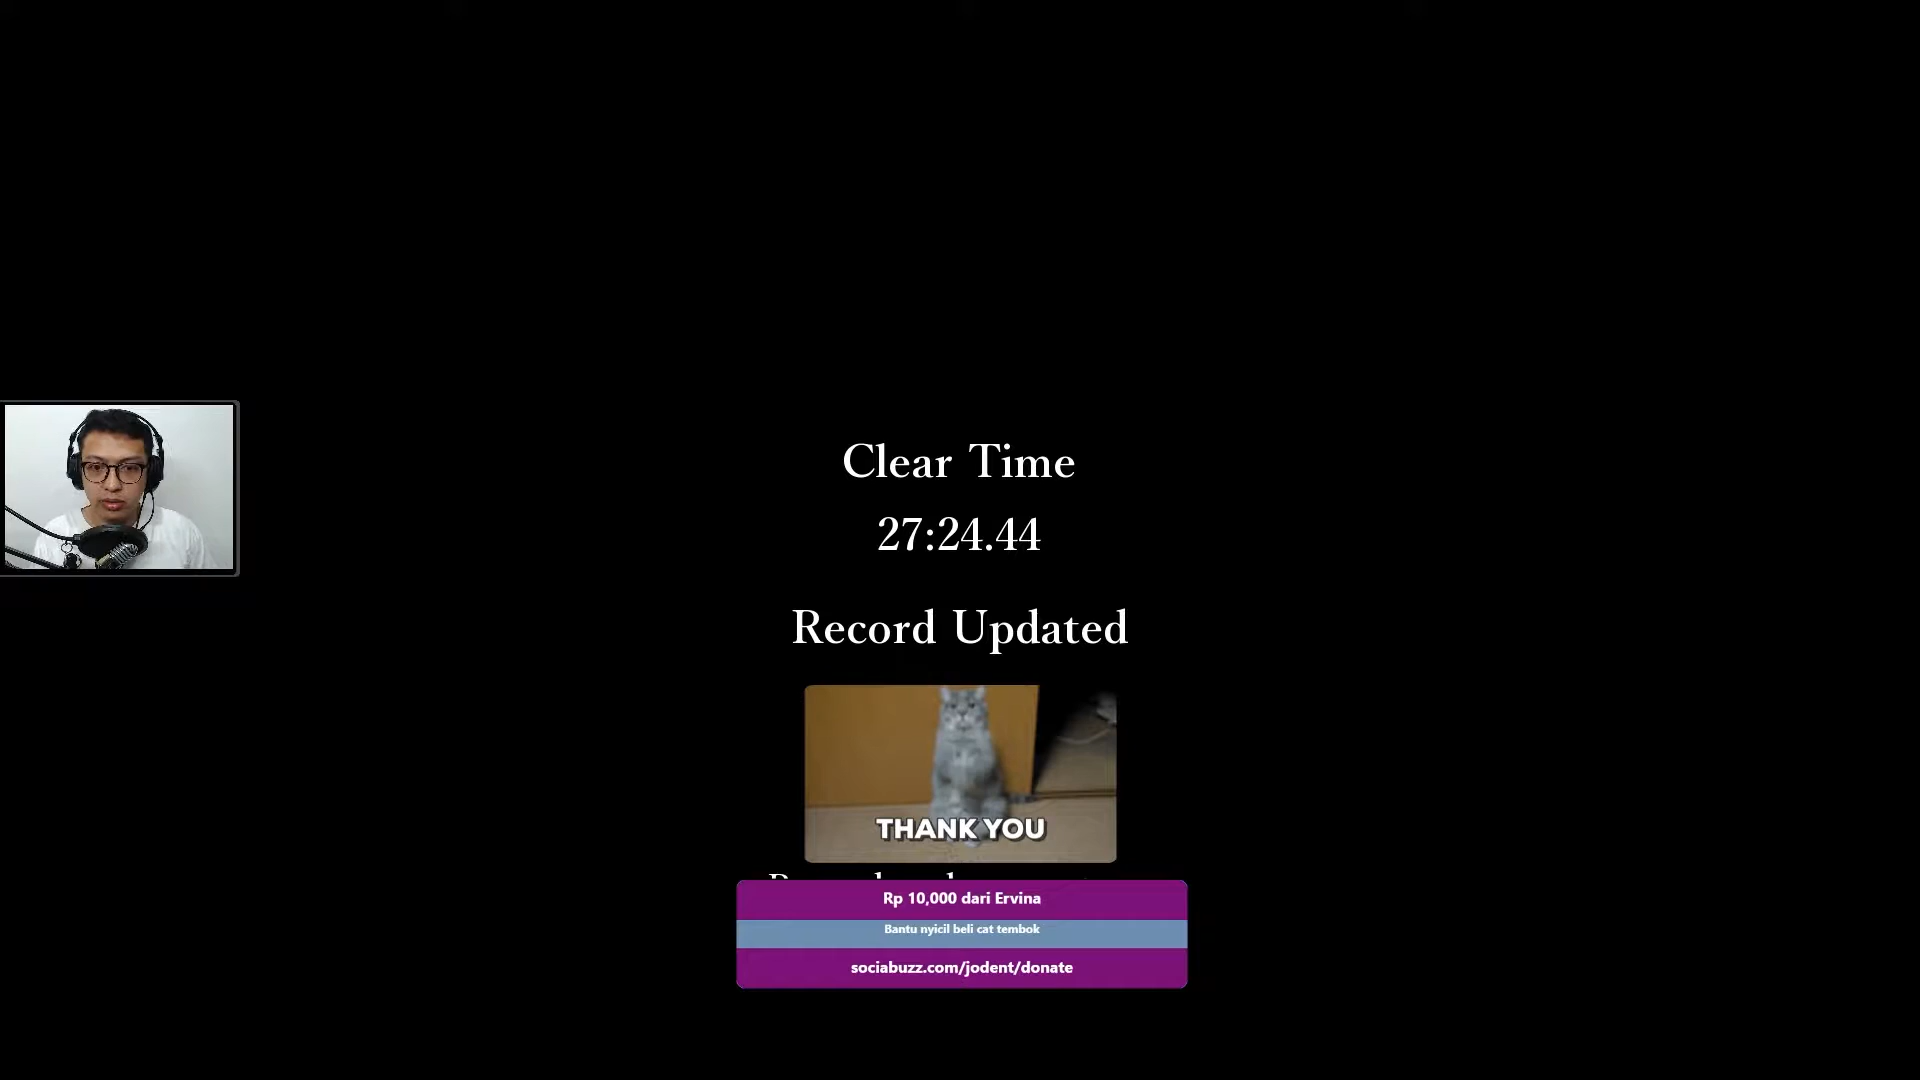 Clear Time
27:24.44
Record Updated
THANK YOU
Rp 10,000 dari Ervina
Bantu nyicil beli cat tembok
sociabuzz.com/jodent/donate